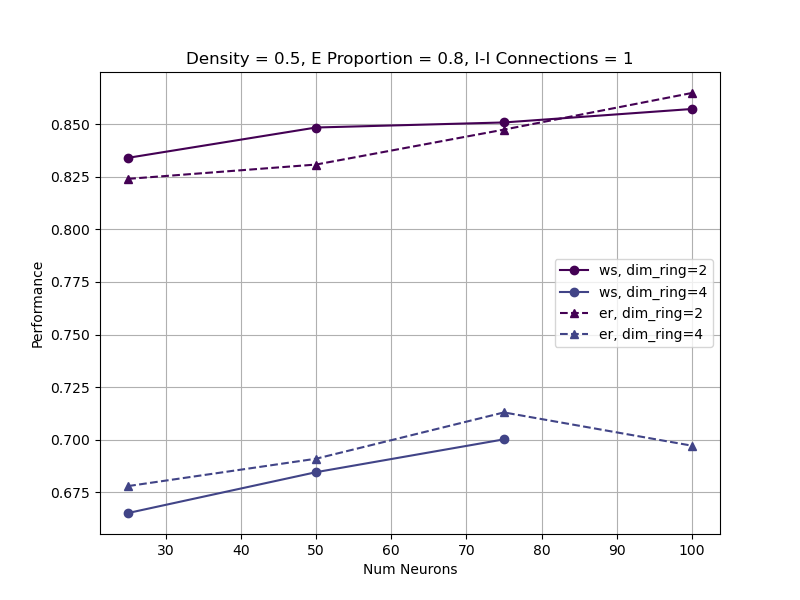 Density = 0.5, E Proportion = 0.8, I-I Connections = 1
Performance
0.850
0.825
0.800
0.775
0.750
0.725
0.700
0.675
ws, dim_ring=2
ws, dim_ring=4
er, dim_ring=2
er, dim_ring=4
30 40 50 60 70 80 90 100
Num Neurons